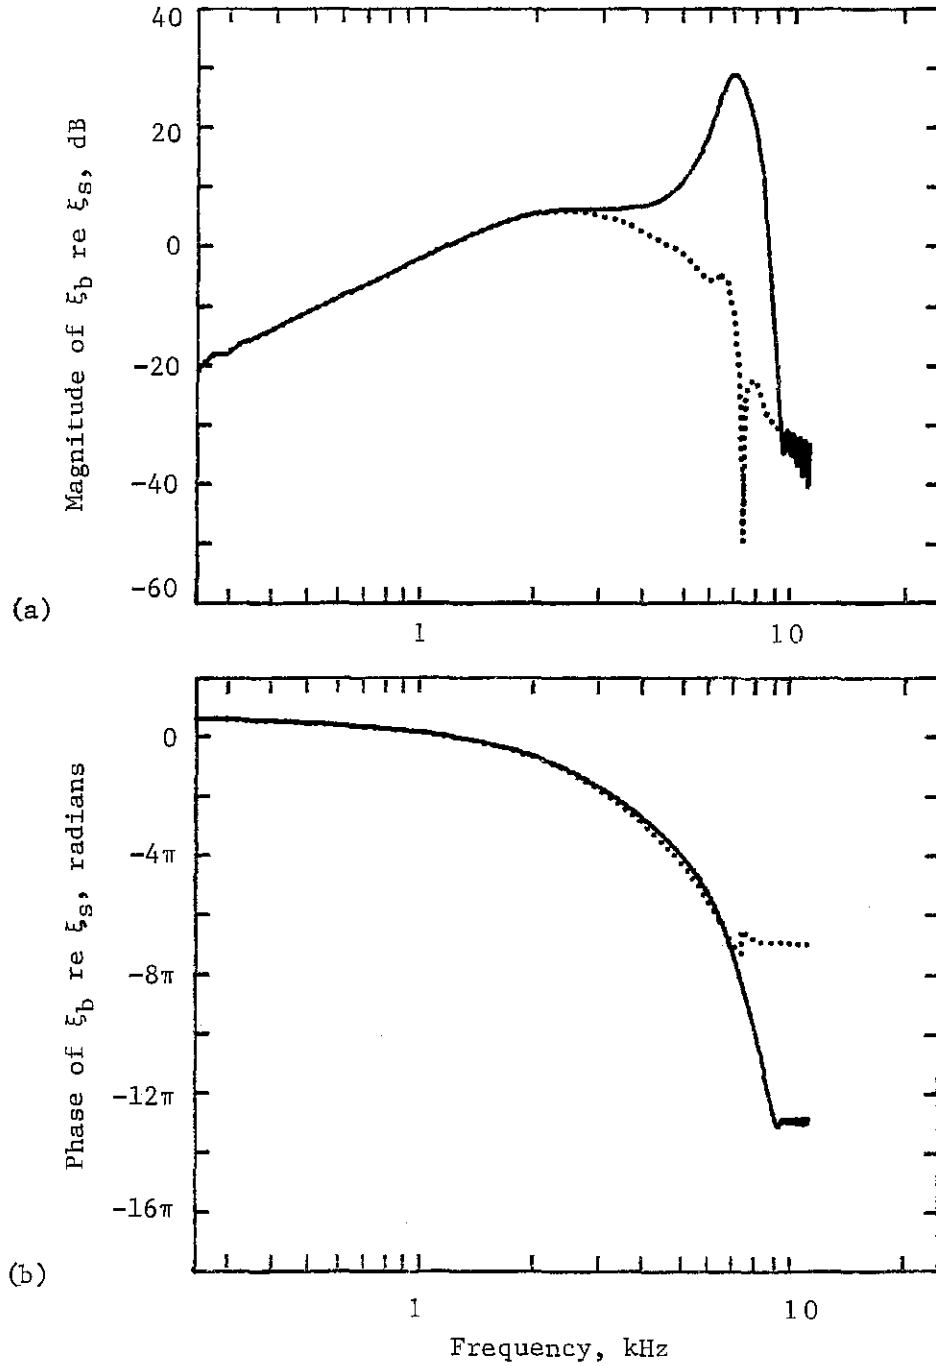 40
20
0
-20
-40
-60
Magnitude of ξb re ξs, dB
(a)
1
10
0
-4π
-8π
-12π
-16π
Phase of ξb re ξs, radians
(b)
1
10
Frequency, kHz